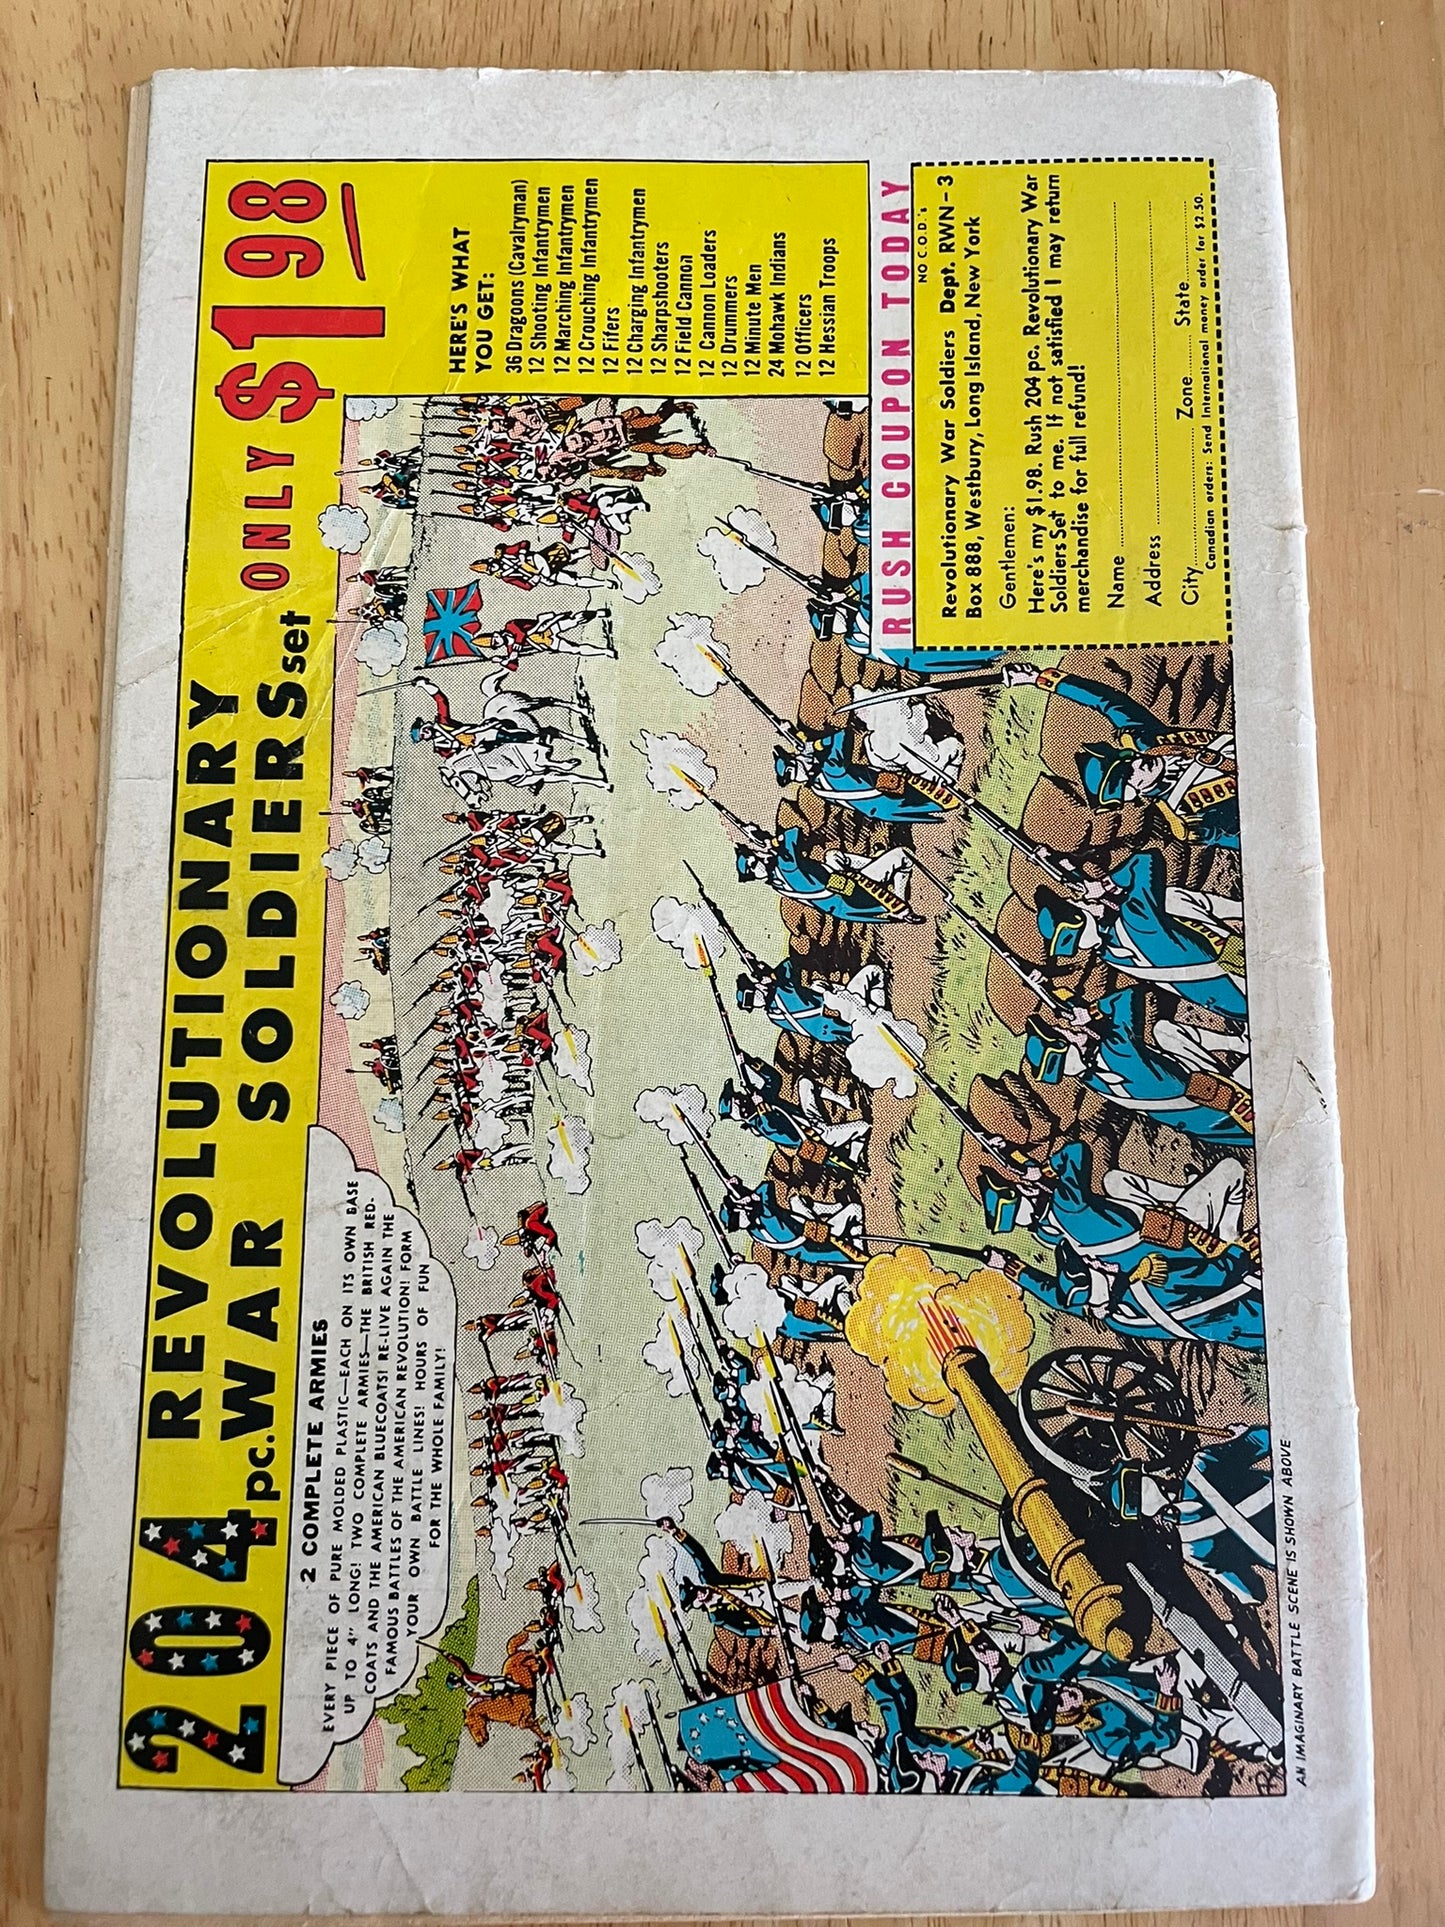 204 REVOLUTIONARY
pc. WAR SOLDIERS set ONLY $1.98
2 COMPLETE ARMIES
EVERY PIECE OF PURE MOLDED PLASTIC—EACH ON ITS OWN BASE
UP TO 4" LONG! TWO COMPLETE ARMIES—THE BRITISH RED-
COATS AND THE AMERICAN BLUECOATS! RE-LIVE AGAIN THE
FAMOUS BATTLES OF THE AMERICAN REVOLUTION! FORM
YOUR OWN BATTLE LINES! HOURS OF FUN
FOR THE WHOLE FAMILY!
HERE'S WHAT
YOU GET:
36 Dragoons (Cavalryman)
12 Shooting Infantrymen
12 Marching Infantrymen
12 Crouching Infantrymen
12 Fifers
12 Charging Infantrymen
12 Sharpshooters
12 Field Cannon
12 Cannon Loaders
12 Drummers
12 Minute Men
24 Mohawk Indians
12 Officers
12 Hessian Troops
RUSH COUPON TODAY
NO C.O.D.'s
Revolutionary War Soldiers Dept. RWN-3
Box 888, Westbury, Long Island, New York
Gentlemen:
Here's my $1.98. Rush 204 pc. Revolutionary War
Soldiers Set to me. If not satisfied I may return
merchandise for full refund!
Name
Address
City Zone State
Canadian orders: Send International money order for $2.50.
AN IMAGINARY BATTLE SCENE IS SHOWN ABOVE